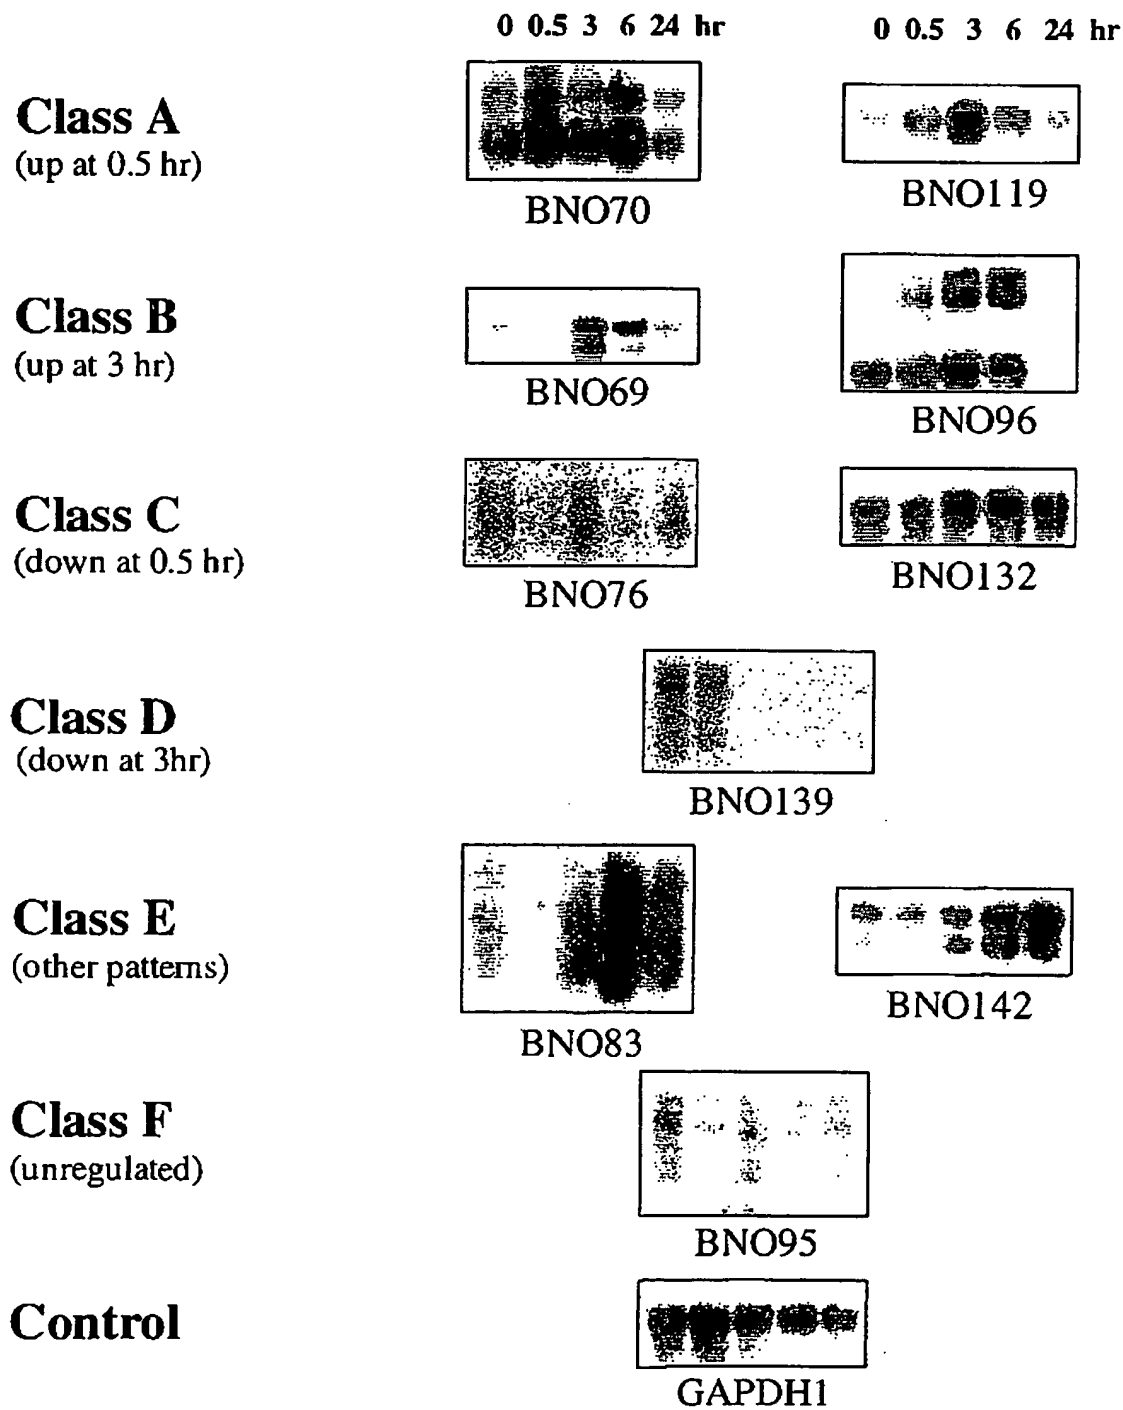 0 0.5 3 6 24 hr 0 0.5 3 6 24 hr
Class A
(up at 0.5 hr)
BNO70
BNO119
Class B
(up at 3 hr)
BNO69
BNO96
Class C
(down at 0.5 hr)
BNO76
BNO132
Class D
(down at 3hr)
BNO139
Class E
(other patterns)
BNO83
BNO142
Class F
(unregulated)
BNO95
Control
GAPDH1